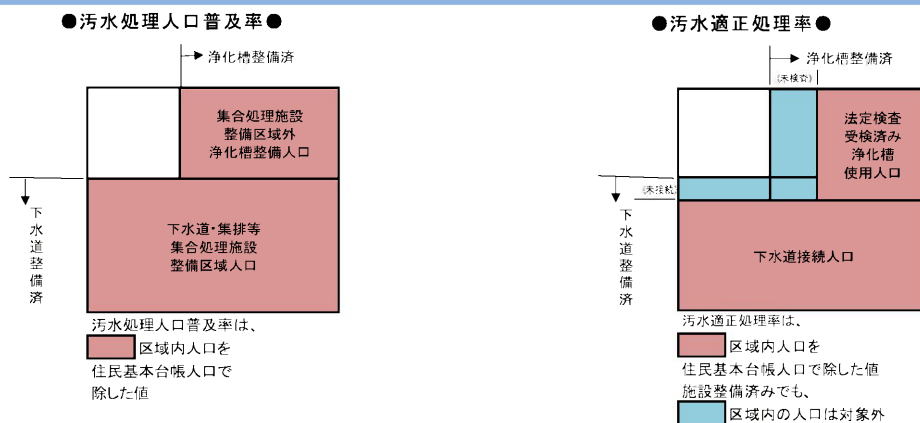 ●汚水処理人口普及率●
浄化槽整備済
集合処理施設
整備区域外
浄化槽整備人口
下水道整備済
下水道・集排等
集合処理施設
整備区域人口
汚水処理人口普及率は、
区域内人口を
住民基本台帳人口で
除した値
●汚水適正処理率●
浄化槽整備済
(未検査)
法定検査
受検済み
浄化槽
使用人口
(未接続)
下水道整備済
下水道接続人口
汚水適正処理率は、
区域内人口を
住民基本台帳人口で除した値
施設整備済みでも、
区域内の人口は対象外